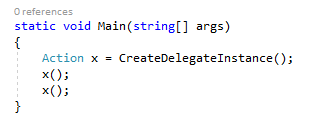 0 references
static void Main(string[] args)
{
Action x = CreateDelegateInstance();
x();
x();
}